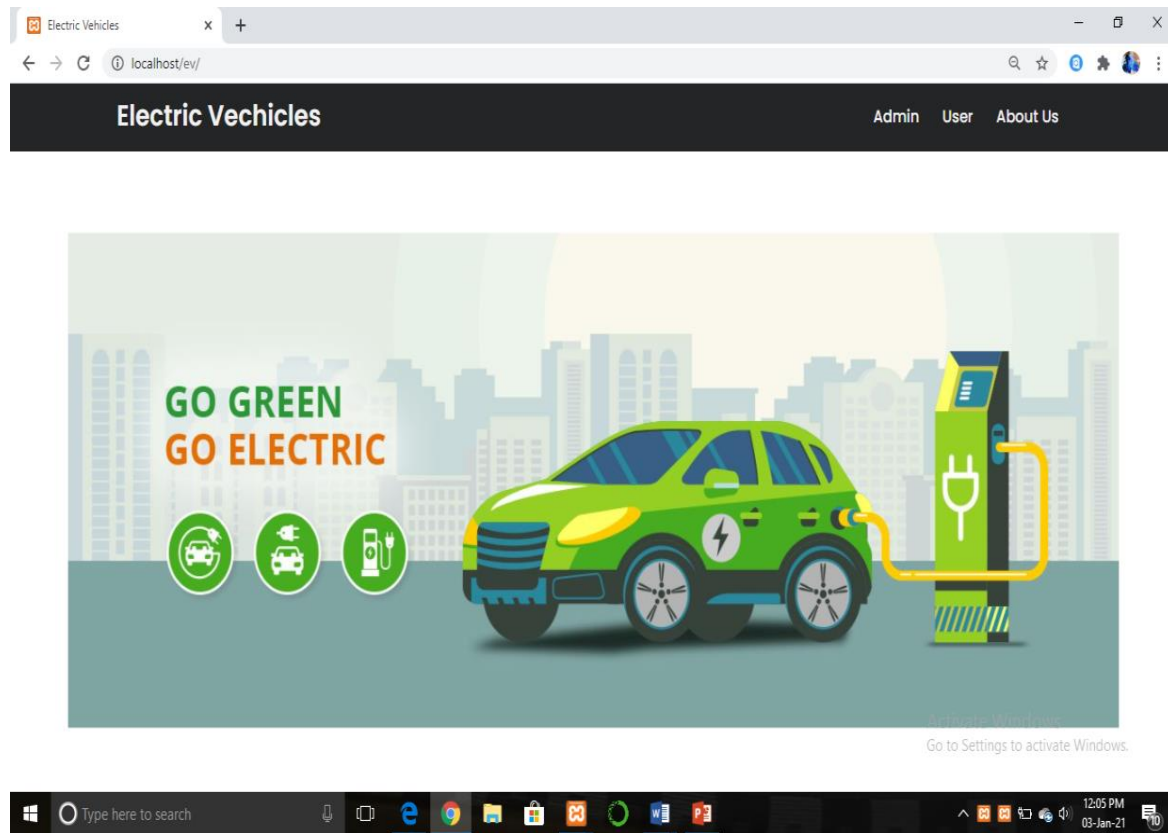 Electric Vehicles
localhost/ev/
Electric Vechicles
Admin User About Us
GO GREEN
GO ELECTRIC
Activate Windows
Go to Settings to activate Windows.
Type here to search
12:05 PM
03-Jan-21
10